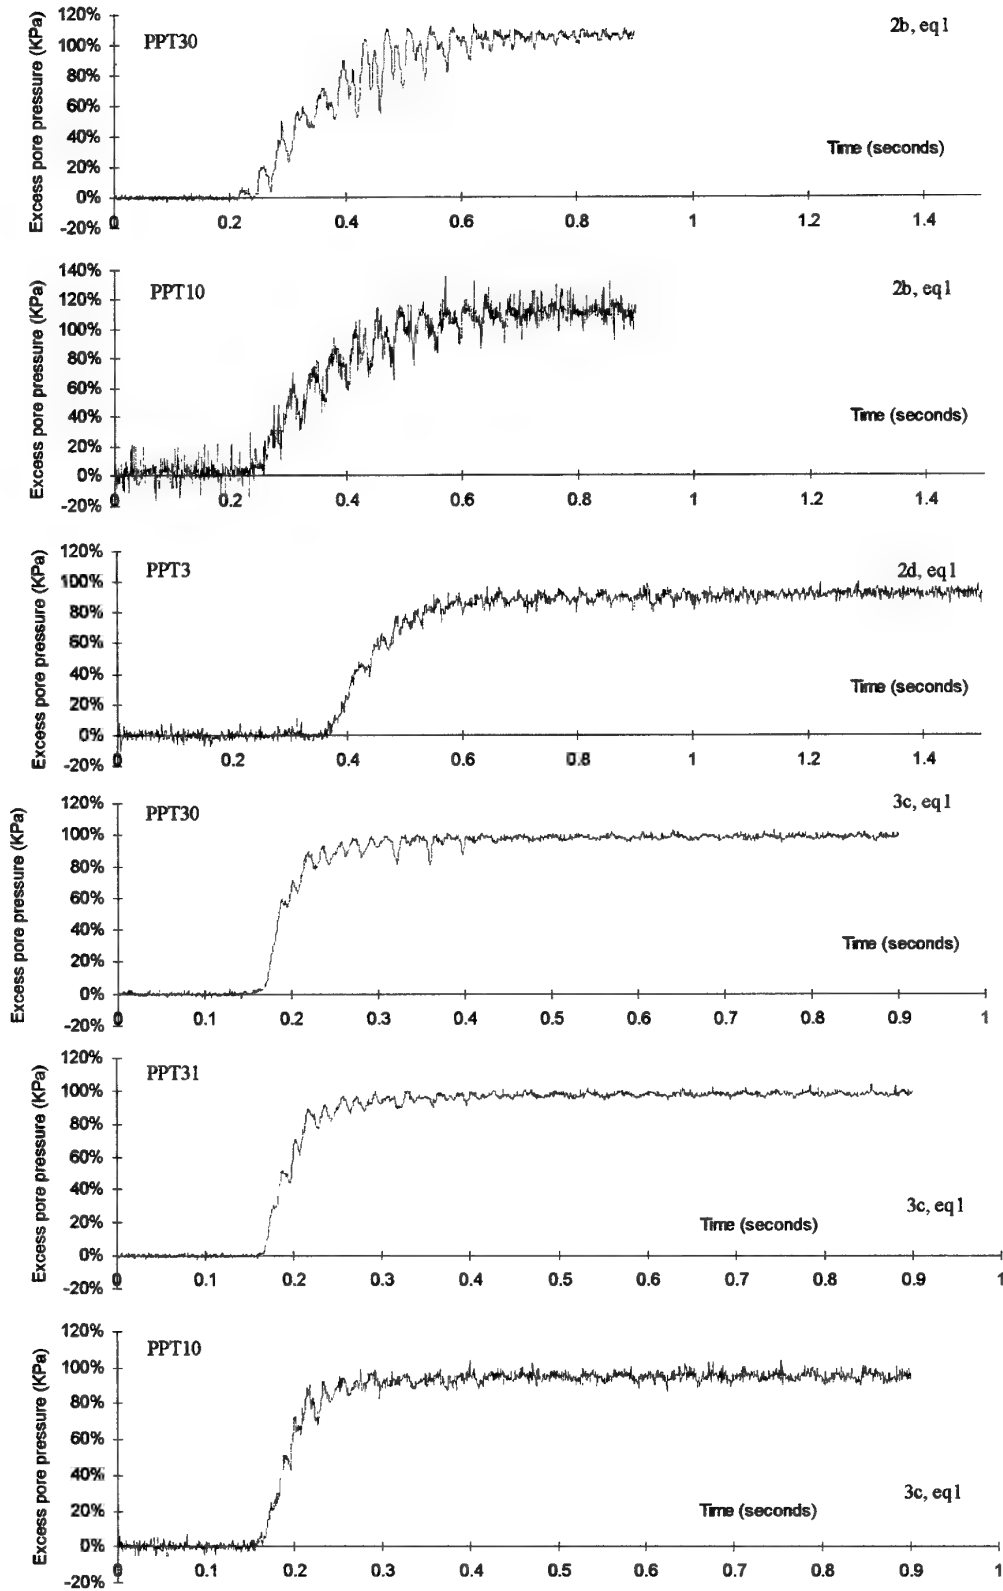 Excess pore pressure (KPa)
120%
100%
80%
60%
40%
20%
0%
-20%
PPT30
2b, eq1
Time (seconds)
0 0.2 0.4 0.6 0.8 1 1.2 1.4
Excess pore pressure (KPa)
140%
120%
100%
80%
60%
40%
20%
0%
-20%
PPT10
2b, eq1
Time (seconds)
0 0.2 0.4 0.6 0.8 1 1.2 1.4
Excess pore pressure (KPa)
120%
100%
80%
60%
40%
20%
0%
-20%
PPT3
2d, eq1
Time (seconds)
0 0.2 0.4 0.6 0.8 1 1.2 1.4
Excess pore pressure (KPa)
120%
100%
80%
60%
40%
20%
0%
-20%
PPT30
3c, eq1
Time (seconds)
0 0.1 0.2 0.3 0.4 0.5 0.6 0.7 0.8 0.9 1
Excess pore pressure (KPa)
120%
100%
80%
60%
40%
20%
0%
-20%
PPT31
3c, eq1
Time (seconds)
0 0.1 0.2 0.3 0.4 0.5 0.6 0.7 0.8 0.9 1
Excess pore pressure (KPa)
120%
100%
80%
60%
40%
20%
0%
-20%
PPT10
3c, eq1
Time (seconds)
0 0.1 0.2 0.3 0.4 0.5 0.6 0.7 0.8 0.9 1